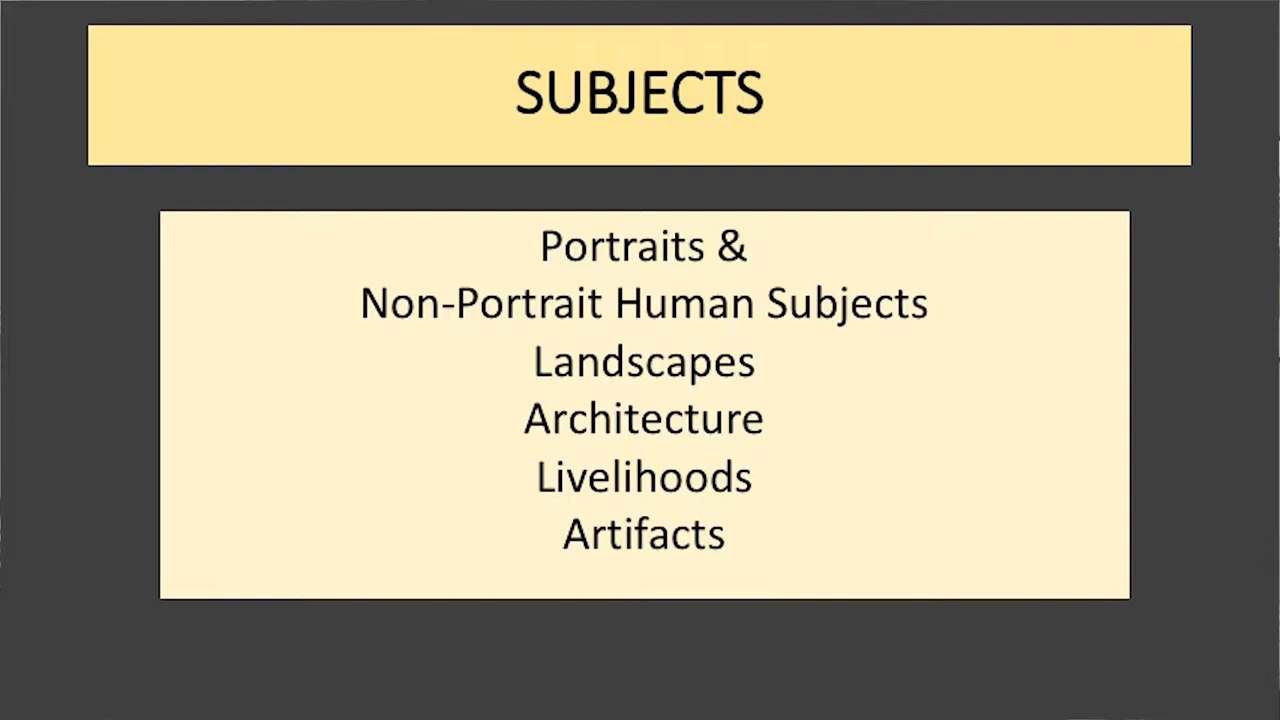 SUBJECTS
Portraits &
Non-Portrait Human Subjects
Landscapes
Architecture
Livelihoods
Artifacts